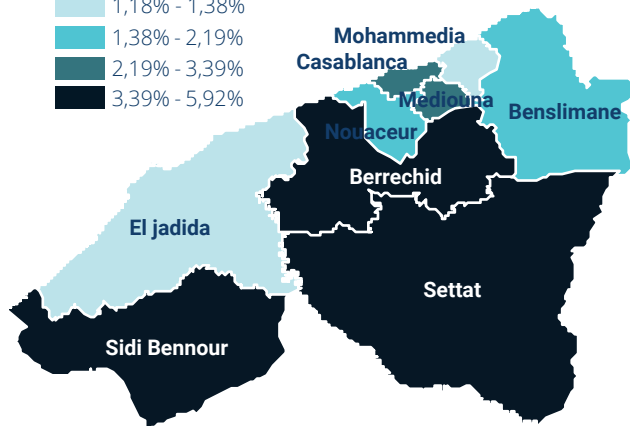 1,18% - 1,38%
1,38% - 2,19%
2,19% - 3,39%
3,39% - 5,92%
Mohammedia
Casablanca
Mediouna
Benslimane
Nouaceur
Berrechid
El jadida
Settat
Sidi Bennour